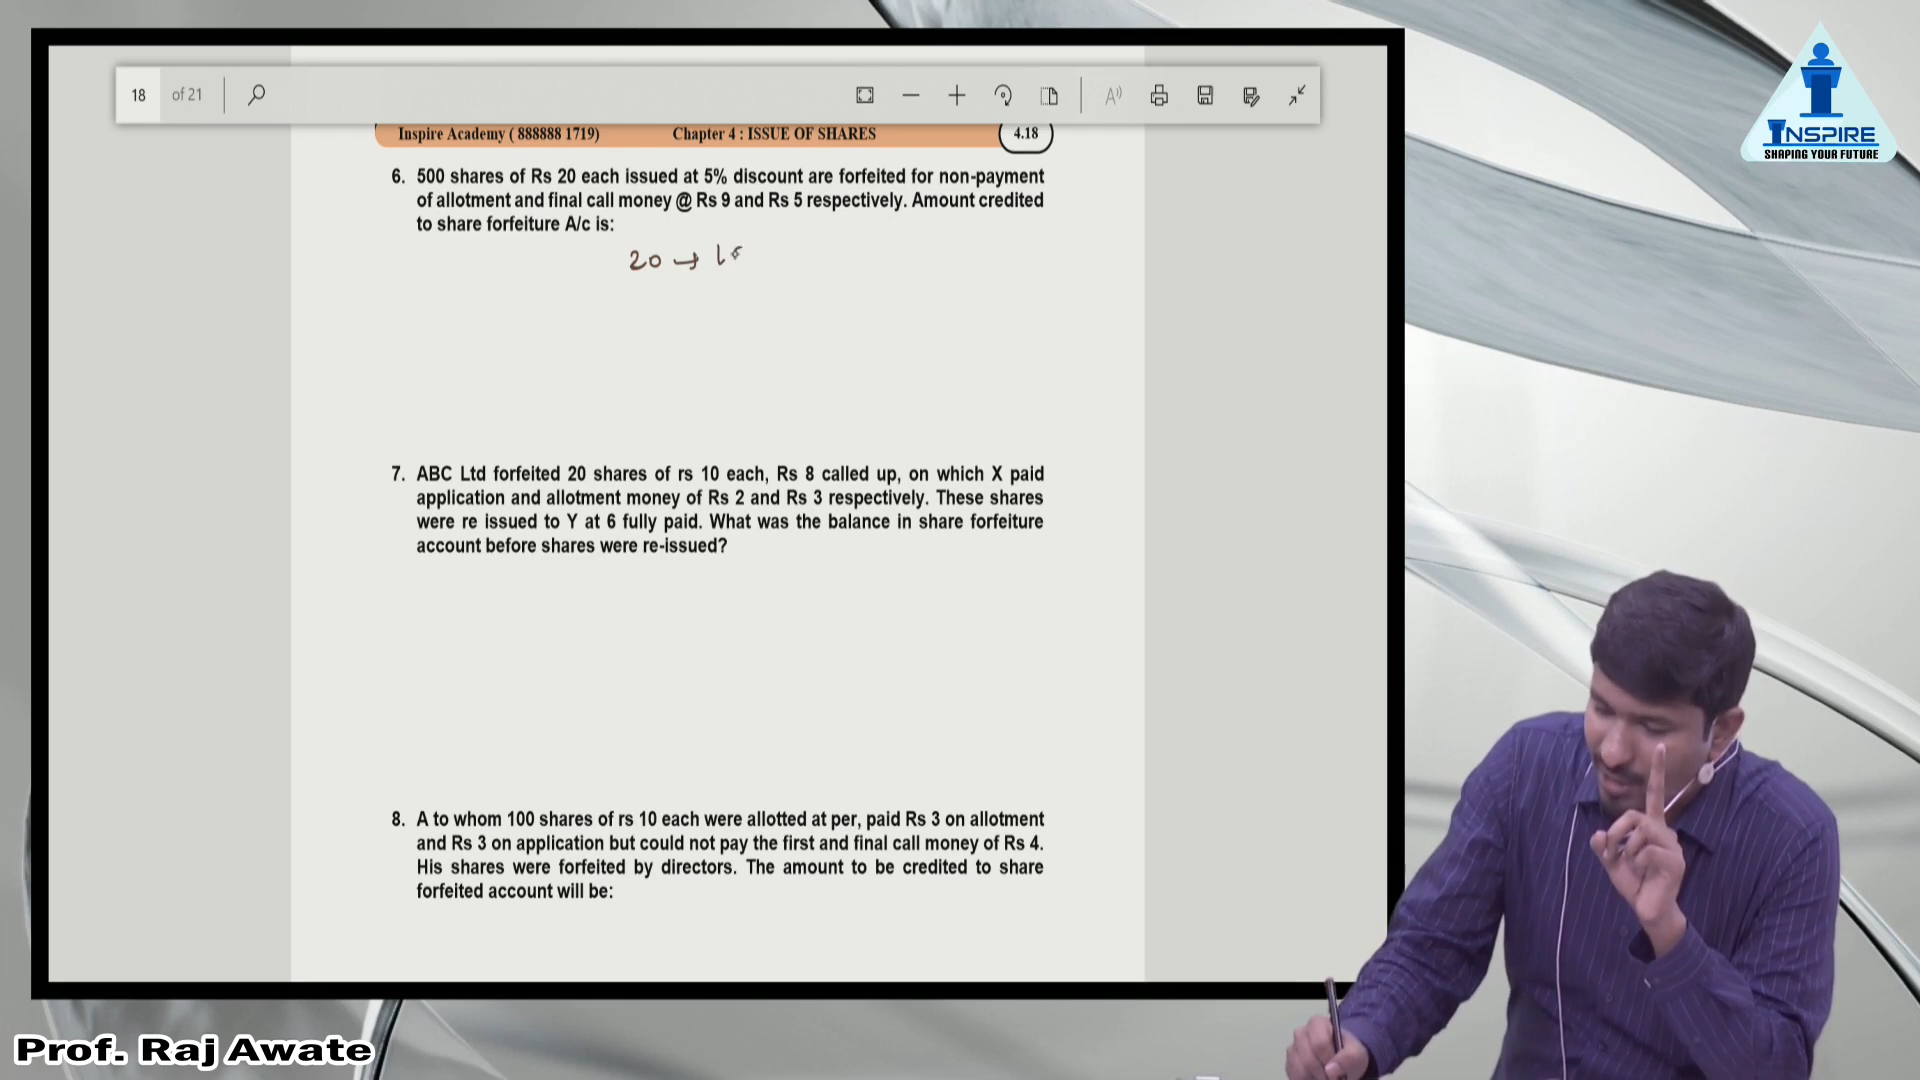 18 of 21
Inspire Academy ( 888888 1719) Chapter 4 : ISSUE OF SHARES 4.18
6. 500 shares of Rs 20 each issued at 5% discount are forfeited for non-payment
of allotment and final call money @ Rs 9 and Rs 5 respectively. Amount credited
to share forfeiture A/c is:
20 →
7. ABC Ltd forfeited 20 shares of rs 10 each, Rs 8 called up, on which X paid
application and allotment money of Rs 2 and Rs 3 respectively. These shares
were re issued to Y at 6 fully paid. What was the balance in share forfeiture
account before shares were re-issued?
8. A to whom 100 shares of rs 10 each were allotted at per, paid Rs 3 on allotment
and Rs 3 on application but could not pay the first and final call money of Rs 4.
His shares were forfeited by directors. The amount to be credited to share
forfeited account will be:
INSPIRE
SHAPING YOUR FUTURE
Prof. Raj Awate